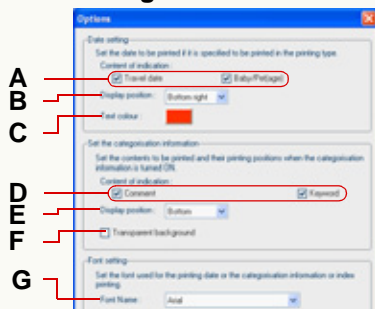 Options
Date setting
Set the date to be printed if it is specified to be printed in the printing type.
Content of indication :
A Travel date Baby/Pet(age)
B Display position : Bottom right
C Text colour :
Set the categorisation information
Set the contents to be printed and their printing positions when the categorisation
information is turned ON.
Content of indication :
D Comment Keyword
E Display position : Bottom
F Transparent background
Font setting
Set the font used for the printing date or the categorisation information or index
printing.
G Font Name : Arial